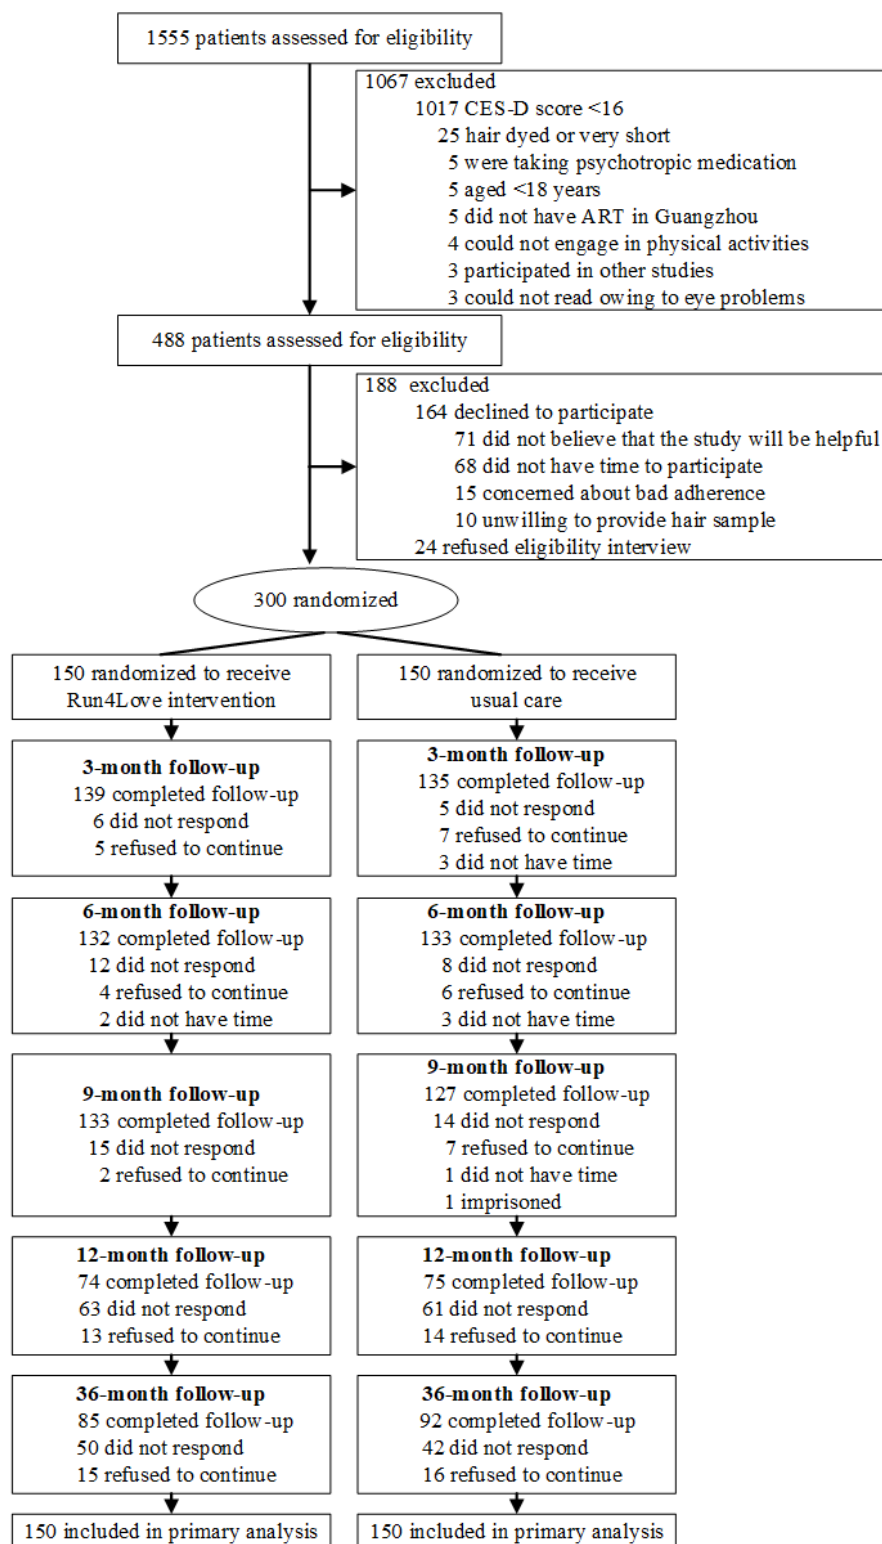 1555 patients assessed for eligibility
1067 excluded
1017 CES-D score <16
25 hair dyed or very short
5 were taking psychotropic medication
5 aged <18 years
5 did not have ART in Guangzhou
4 could not engage in physical activities
3 participated in other studies
3 could not read owing to eye problems
488 patients assessed for eligibility
188 excluded
164 declined to participate
71 did not believe that the study will be helpful
68 did not have time to participate
15 concerned about bad adherence
10 unwilling to provide hair sample
24 refused eligibility interview
300 randomized
150 randomized to receive
Run4Love intervention
150 randomized to receive
usual care
3-month follow-up
139 completed follow-up
6 did not respond
5 refused to continue
3-month follow-up
135 completed follow-up
5 did not respond
7 refused to continue
3 did not have time
6-month follow-up
132 completed follow-up
12 did not respond
4 refused to continue
2 did not have time
6-month follow-up
133 completed follow-up
8 did not respond
6 refused to continue
3 did not have time
9-month follow-up
133 completed follow-up
15 did not respond
2 refused to continue
9-month follow-up
127 completed follow-up
14 did not respond
7 refused to continue
1 did not have time
1 imprisoned
12-month follow-up
74 completed follow-up
63 did not respond
13 refused to continue
12-month follow-up
75 completed follow-up
61 did not respond
14 refused to continue
36-month follow-up
85 completed follow-up
50 did not respond
15 refused to continue
36-month follow-up
92 completed follow-up
42 did not respond
16 refused to continue
150 included in primary analysis
150 included in primary analysis